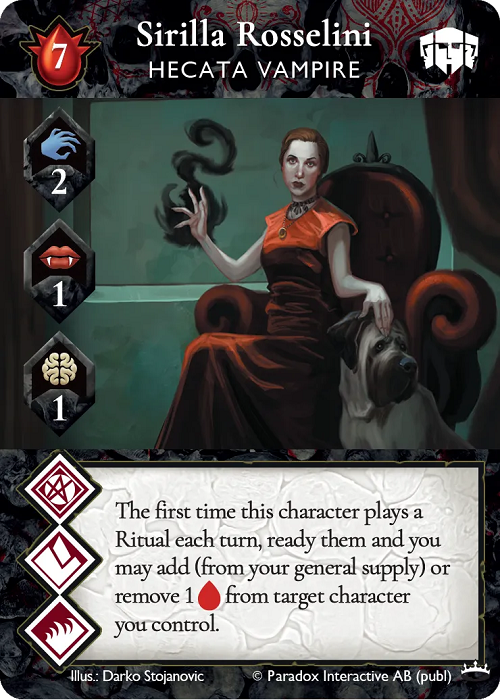 7
Sirilla Rosselini
HECATA VAMPIRE
2
1
1
The first time this character plays a
Ritual each turn, ready them and you
may add (from your general supply) or
remove 1 from target character
you control.
Illus.: Darko Stojanovic © Paradox Interactive AB (publ)